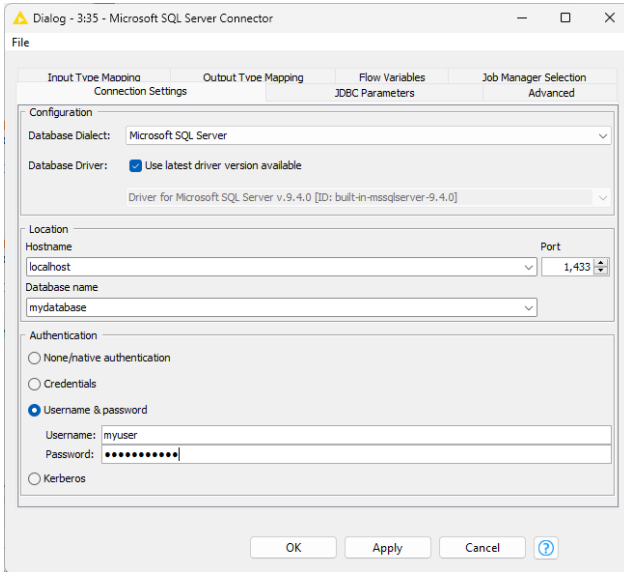 Dialog - 3:35 - Microsoft SQL Server Connector
File
Input Type Mapping Output Type Mapping Flow Variables Job Manager Selection
Connection Settings JDBC Parameters Advanced
Configuration
Database Dialect: Microsoft SQL Server
Database Driver: Use latest driver version available
Driver for Microsoft SQL Server v.9.4.0 [ID: built-in-mssqlserver-9.4.0]
Location
Hostname Port
localhost 1,433
Database name
mydatabase
Authentication
None/native authentication
Credentials
Username & password
Username: myuser
Password: ●●●●●●●●●●●
Kerberos
OK Apply Cancel ?